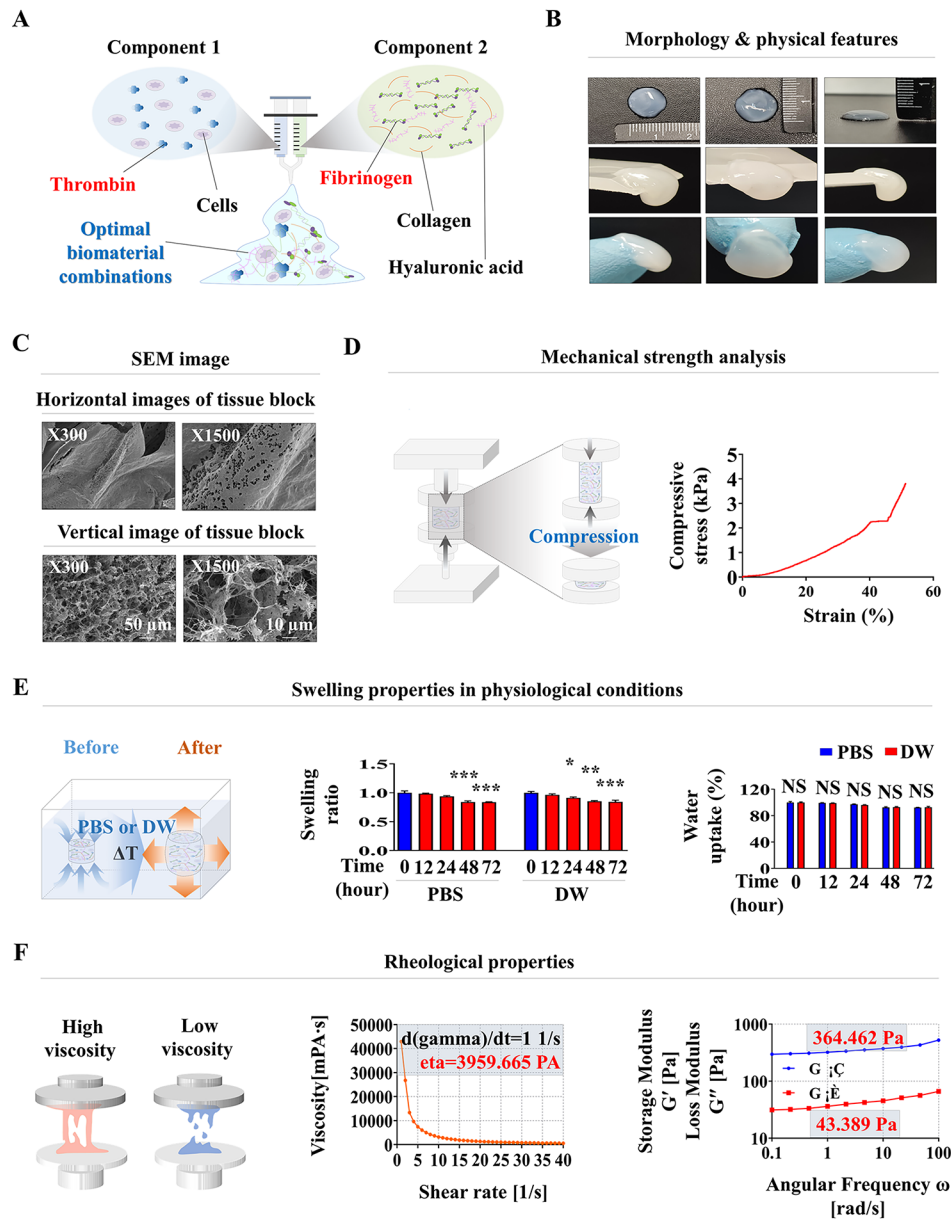 A
Component 1
Component 2
Thrombin
Cells
Fibrinogen
Collagen
Hyaluronic acid
Optimal
biomaterial
combinations
B
Morphology & physical features
1 2
C
SEM image
Horizontal images of tissue block
X300
X1500
Vertical image of tissue block
X300
50 µm
X1500
10 µm
D
Mechanical strength analysis
Compression
Compressive
stress (kPa)
5
4
3
2
1
0
0 20 40 60
Strain (%)
E
Swelling properties in physiological conditions
Before
After
PBS or DW
ΔT
Swelling
ratio
1.5
1.0
0.5
0.0
***
***
*
**
***
Time
(hour)
0 12 24 48 72
0 12 24 48 72
PBS
DW
PBS DW
Water
uptake (%)
120
80
40
0
NS NS NS NS NS
Time
(hour)
0 12 24 48 72
F
Rheological properties
High
viscosity
Low
viscosity
Viscosity[mPA·s]
50000
40000
30000
20000
10000
0
d(gamma)/dt=1 1/s
eta=3959.665 PA
0 5 10 15 20 25 30 35 40
Shear rate [1/s]
Storage Modulus
G′ [Pa]
Loss Modulus
G″ [Pa]
1000
100
10
364.462 Pa
G ¡Ç
G ¡È
43.389 Pa
0.1 1 10 100
Angular Frequency ω
[rad/s]